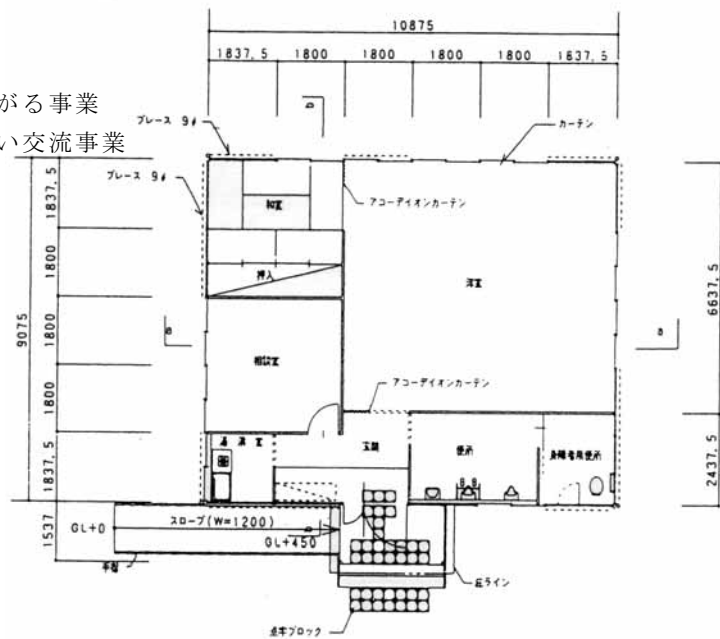 10875
1837,5 1800 1800 1800 1800 1837,5
がる事業
い交流事業
ブレース 9φ
カーテン
ブレース 9φ
アコーデイオンカーテン
和室
押入
洋室
相談室
アコーデイオンカーテン
湯沸室
玄関
便所
身障者用便所
9075
1837,5
1800
1800
1800
1837,5
1537
6637,5
2437,5
GL+0
スロープ(W=1200)
GL+450
手摺
庇ライン
点字ブロック